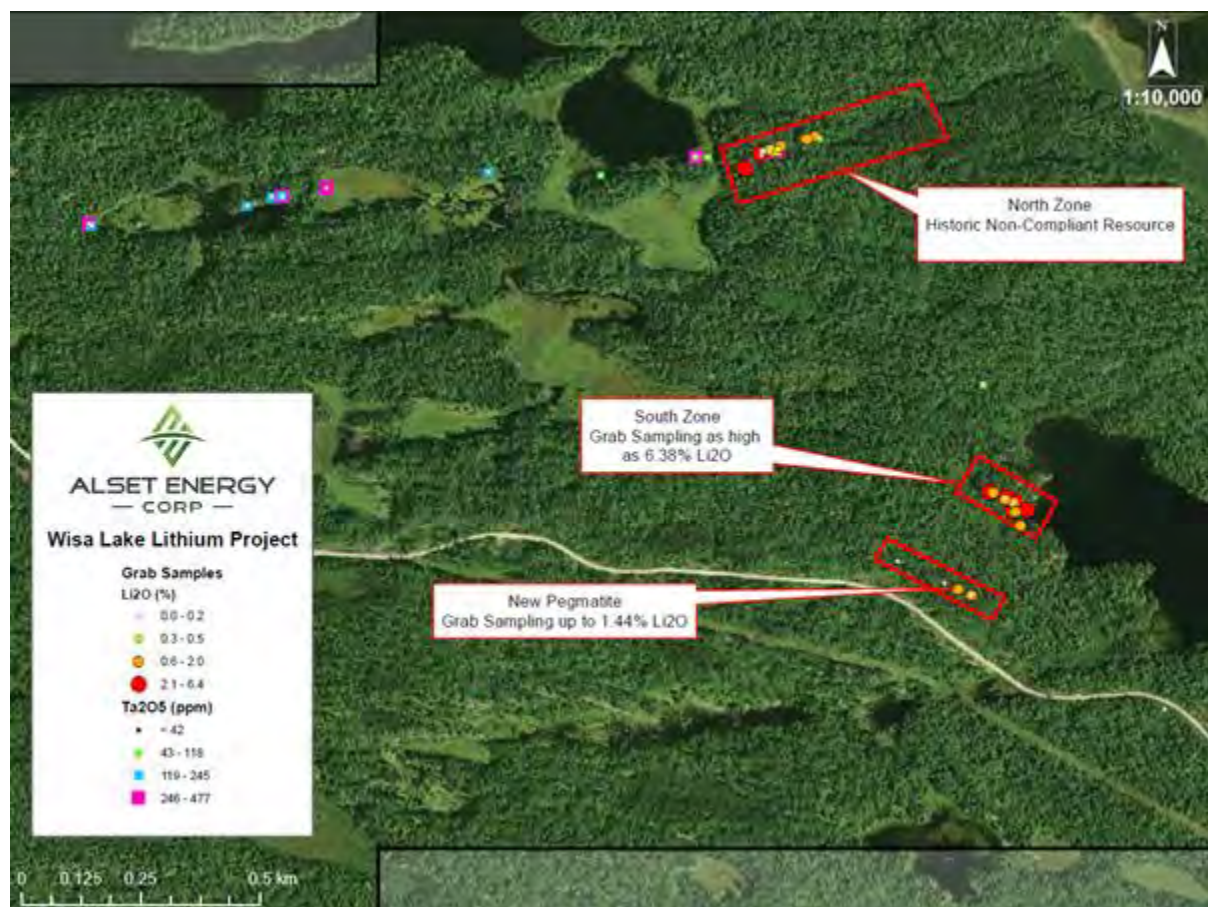 N
1:10,000
North Zone
Historic Non-Compliant Resource
South Zone
Grab Sampling as high
as 6.38% Li2O
New Pegmatite
Grab Sampling up to 1.44% Li2O
ALSET ENERGY
— CORP —
Wisa Lake Lithium Project
Grab Samples
Li2O (%)
0.0 - 0.2
0.3 - 0.5
0.6 - 2.0
2.1 - 6.4
Ta2O5 (ppm)
< 42
43 - 118
119 - 245
246 - 477
0 0.125 0.25 0.5 km